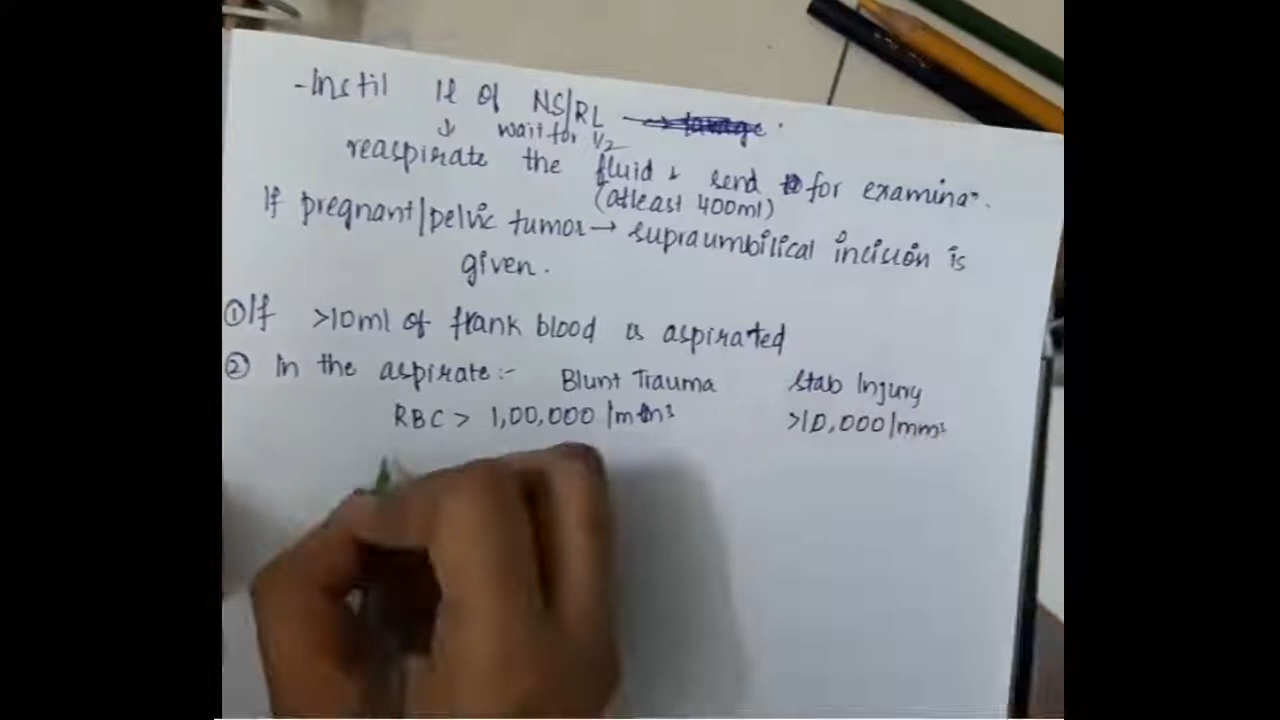 -Instil 1l of NS/RL →
↓ wait for 1/2
reaspirate the fluid & send for examinaⁿ.
(atleast 400ml)
If pregnant/pelvic tumor → supraumbilical incision is
given.
① If >10ml of frank blood is aspirated
② In the aspirate:- Blunt Trauma Stab Injury
RBC > 1,00,000/mm³ >10,000/mm³